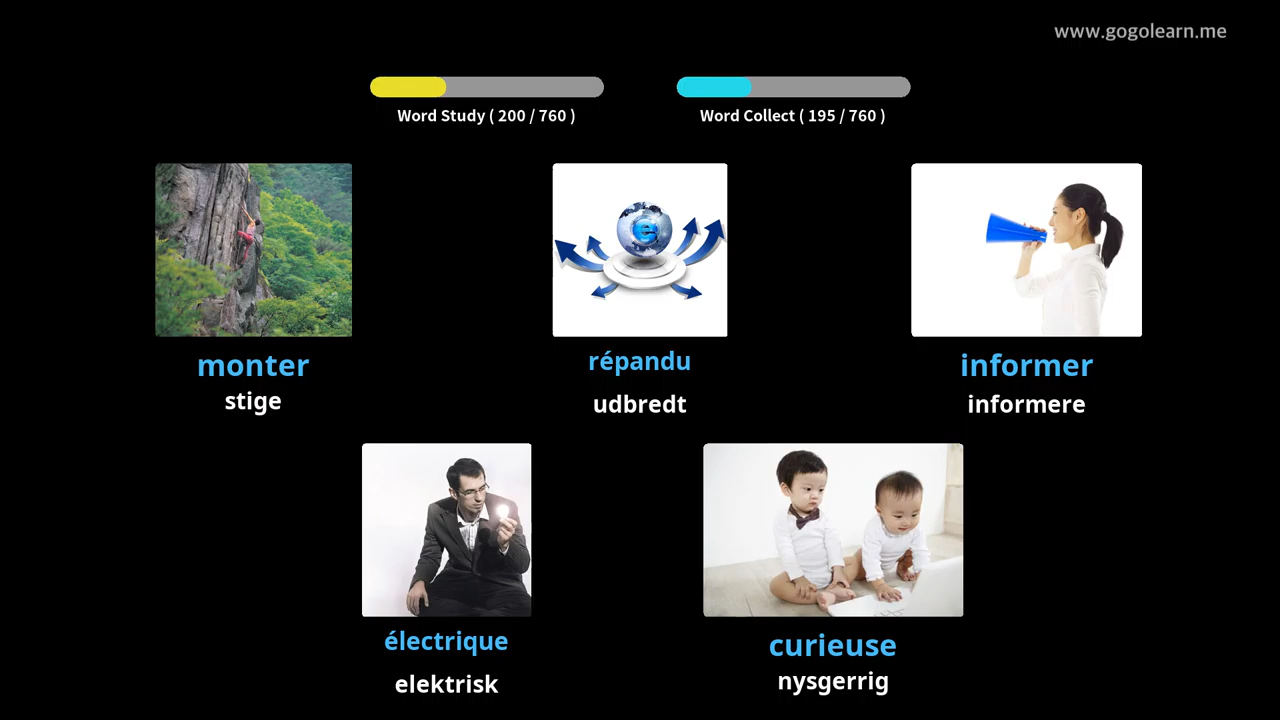 www.gogolearn.me
Word Study ( 200 / 760 )
Word Collect ( 195 / 760 )
monter
stige
répandu
udbredt
informer
informere
électrique
elektrisk
curieuse
nysgerrig